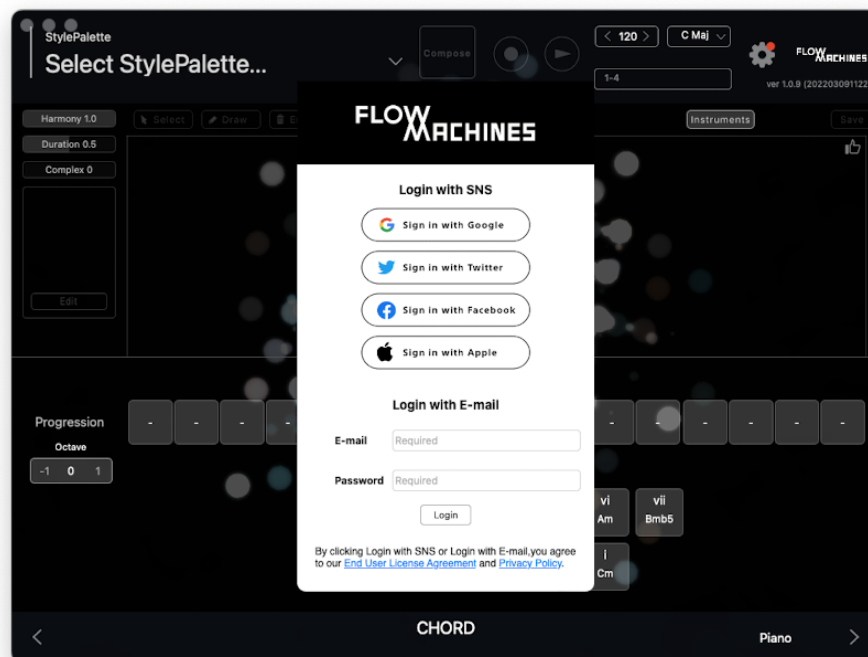 StylePalette
Select StylePalette...
Compose
< 120 >
C Maj
1-4
FLOW MACHINES
ver 1.0.9 (202203091122
Harmony 1.0
Duration 0.5
Complex 0
Edit
Select
Draw
Instruments
Save
FLOW MACHINES
Login with SNS
Sign in with Google
Sign in with Twitter
Sign in with Facebook
Sign in with Apple
Login with E-mail
E-mail Required
Password Required
Login
By clicking Login with SNS or Login with E-mail,you agree
to our End User License Agreement and Privacy Policy.
Progression
- - - - - - - - - -
Octave
-1 0 1
vi
Am
vii
Bmb5
i
Cm
CHORD
Piano